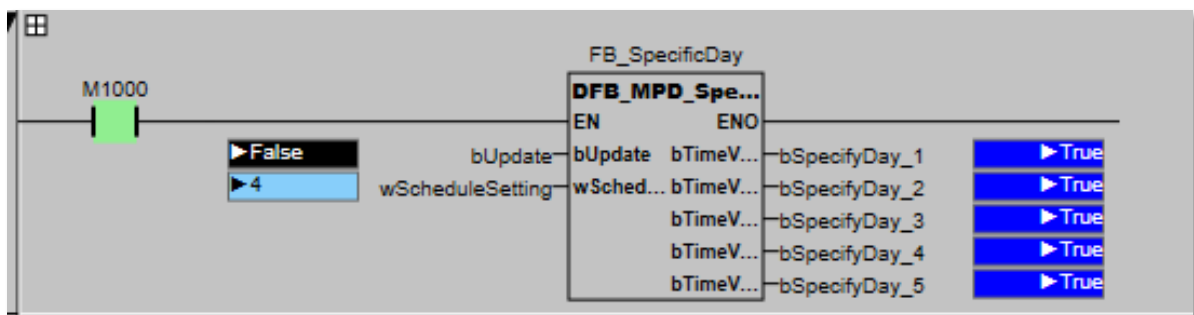 FB_SpecificDay
M1000
DFB_MPD_Spe...
EN ENO
▶False bUpdate bUpdate bTimeV... bSpecifyDay_1 ▶True
▶4 wScheduleSetting wSched... bTimeV... bSpecifyDay_2 ▶True
bTimeV... bSpecifyDay_3 ▶True
bTimeV... bSpecifyDay_4 ▶True
bTimeV... bSpecifyDay_5 ▶True